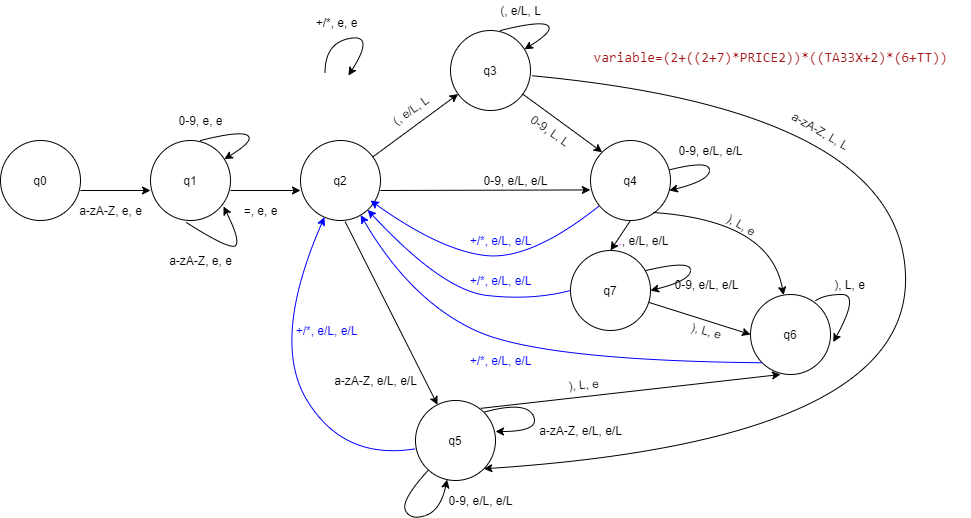 (, e/L, L
+/*, e, e
variable=(2+((2+7)*PRICE2))*((TA33X+2)*(6+TT))
q3
(, e/L, L
0-9, L, L
a-zA-Z, L, L
0-9, e, e
0-9, e/L, e/L
q0
q1
q2
q4
0-9, e/L, e/L
a-zA-Z, e, e
=, e, e
), L, e
+/*, e/L, e/L
., e/L, e/L
a-zA-Z, e, e
+/*, e/L, e/L
0-9, e/L, e/L
), L, e
q7
+/*, e/L, e/L
), L, e
q6
+/*, e/L, e/L
a-zA-Z, e/L, e/L
), L, e
a-zA-Z, e/L, e/L
q5
0-9, e/L, e/L